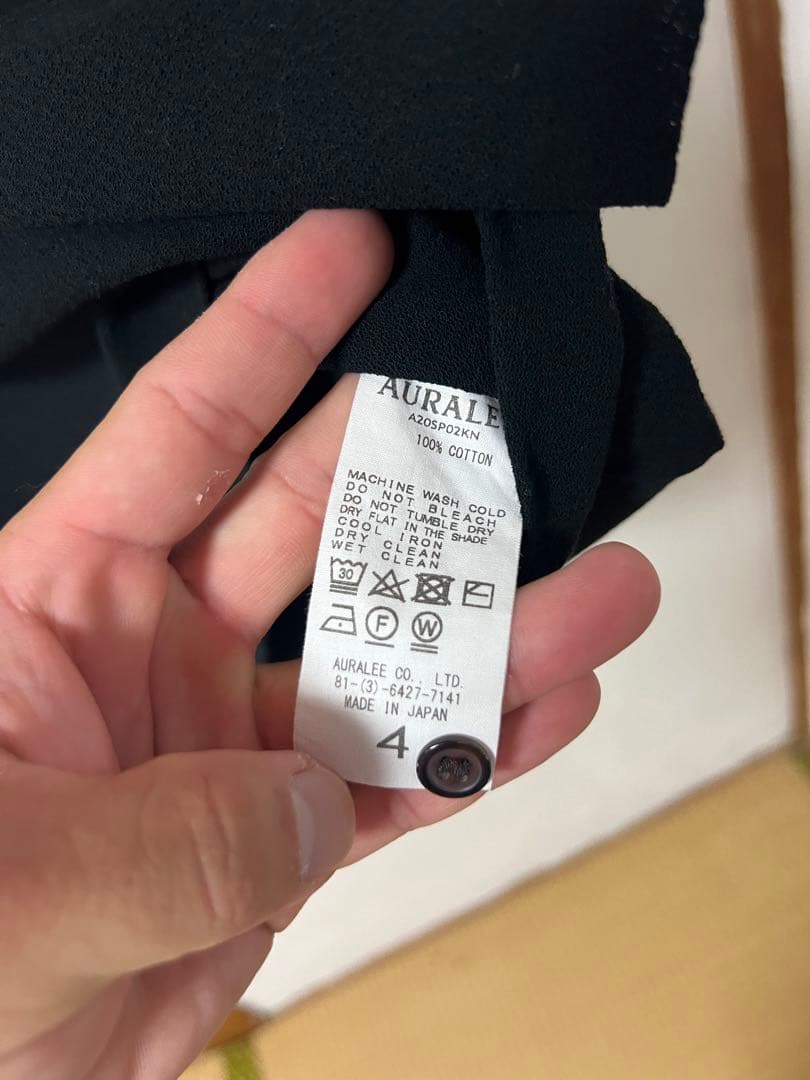 AURALEE
A20SP02KN
100% COTTON
MACHINE WASH COLD
DO NOT BLEACH
DO NOT TUMBLE DRY
DRY FLAT IN THE SHADE
COOL IRON
DRY CLEAN
WET CLEAN
30
F W
AURALEE CO., LTD.
81-(3)-6427-7141
MADE IN JAPAN
4